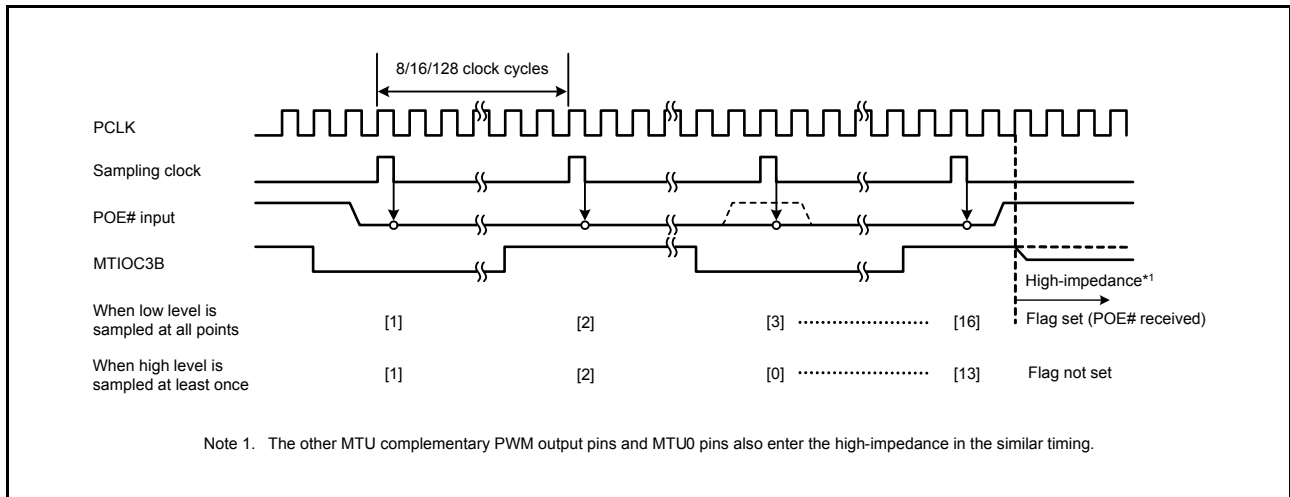 8/16/128 clock cycles
PCLK
Sampling clock
POE# input
MTIOC3B
High-impedance*1
When low level is
sampled at all points
[1] [2] [3] [16] Flag set (POE# received)
When high level is
sampled at least once
[1] [2] [0] [13] Flag not set
Note 1. The other MTU complementary PWM output pins and MTU0 pins also enter the high-impedance in the similar timing.